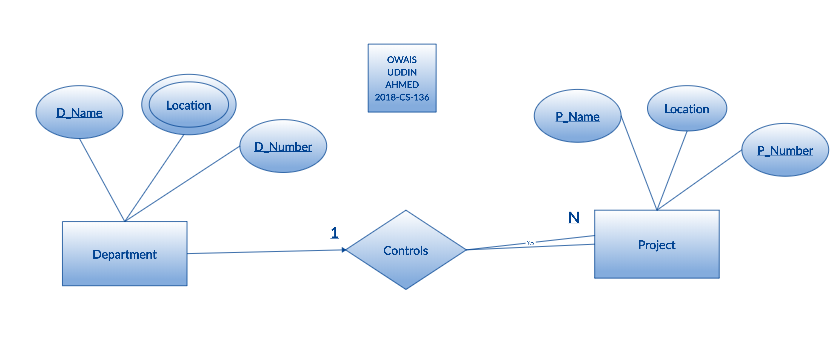 OWAIS
UDDIN
AHMED
2018-CS-136
D_Name
Location
D_Number
P_Name
Location
P_Number
1
N
Department
Controls
Project